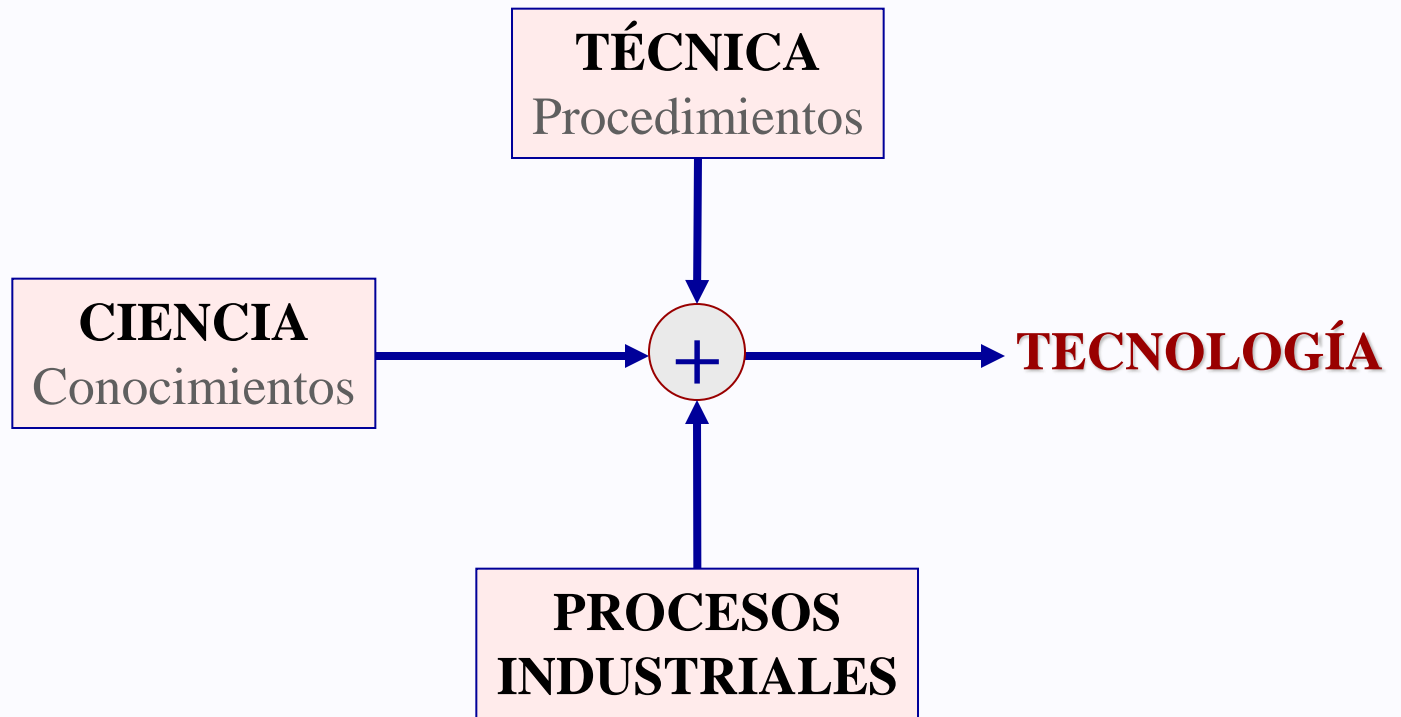 TÉCNICA
Procedimientos
CIENCIA
Conocimientos
+
TECNOLOGÍA
PROCESOS
INDUSTRIALES